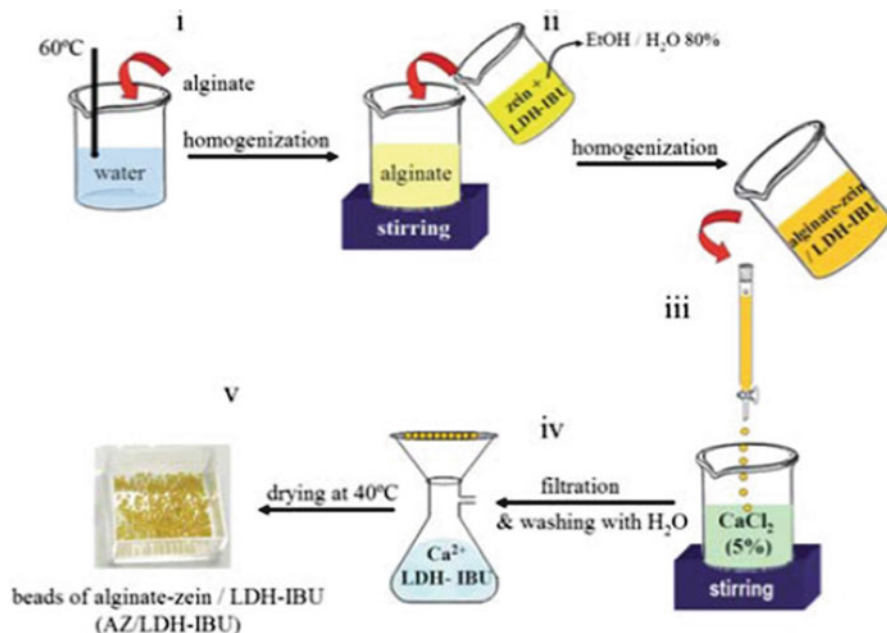 i
60ºC
alginate
homogenization
water
ii
EtOH / H₂O 80%
zein +
LDH-IBU
alginate
stirring
homogenization
alginate-zein
/ LDH-IBU
iii
CaCl₂
(5%)
stirring
iv
filtration
& washing with H₂O
Ca²⁺
LDH- IBU
v
drying at 40ºC
beads of alginate-zein / LDH-IBU
(AZ/LDH-IBU)